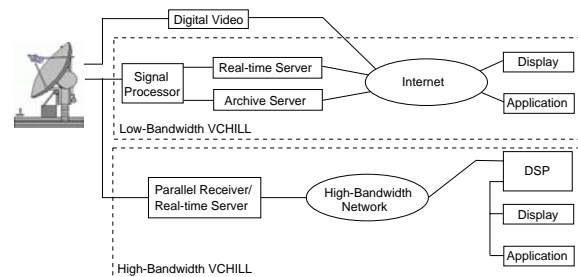 Digital Video
Signal
Processor
Real-time Server
Archive Server
Internet
Display
Application
Low-Bandwidth VCHILL
Parallel Receiver/
Real-time Server
High-Bandwidth
Network
DSP
Display
Application
High-Bandwidth VCHILL